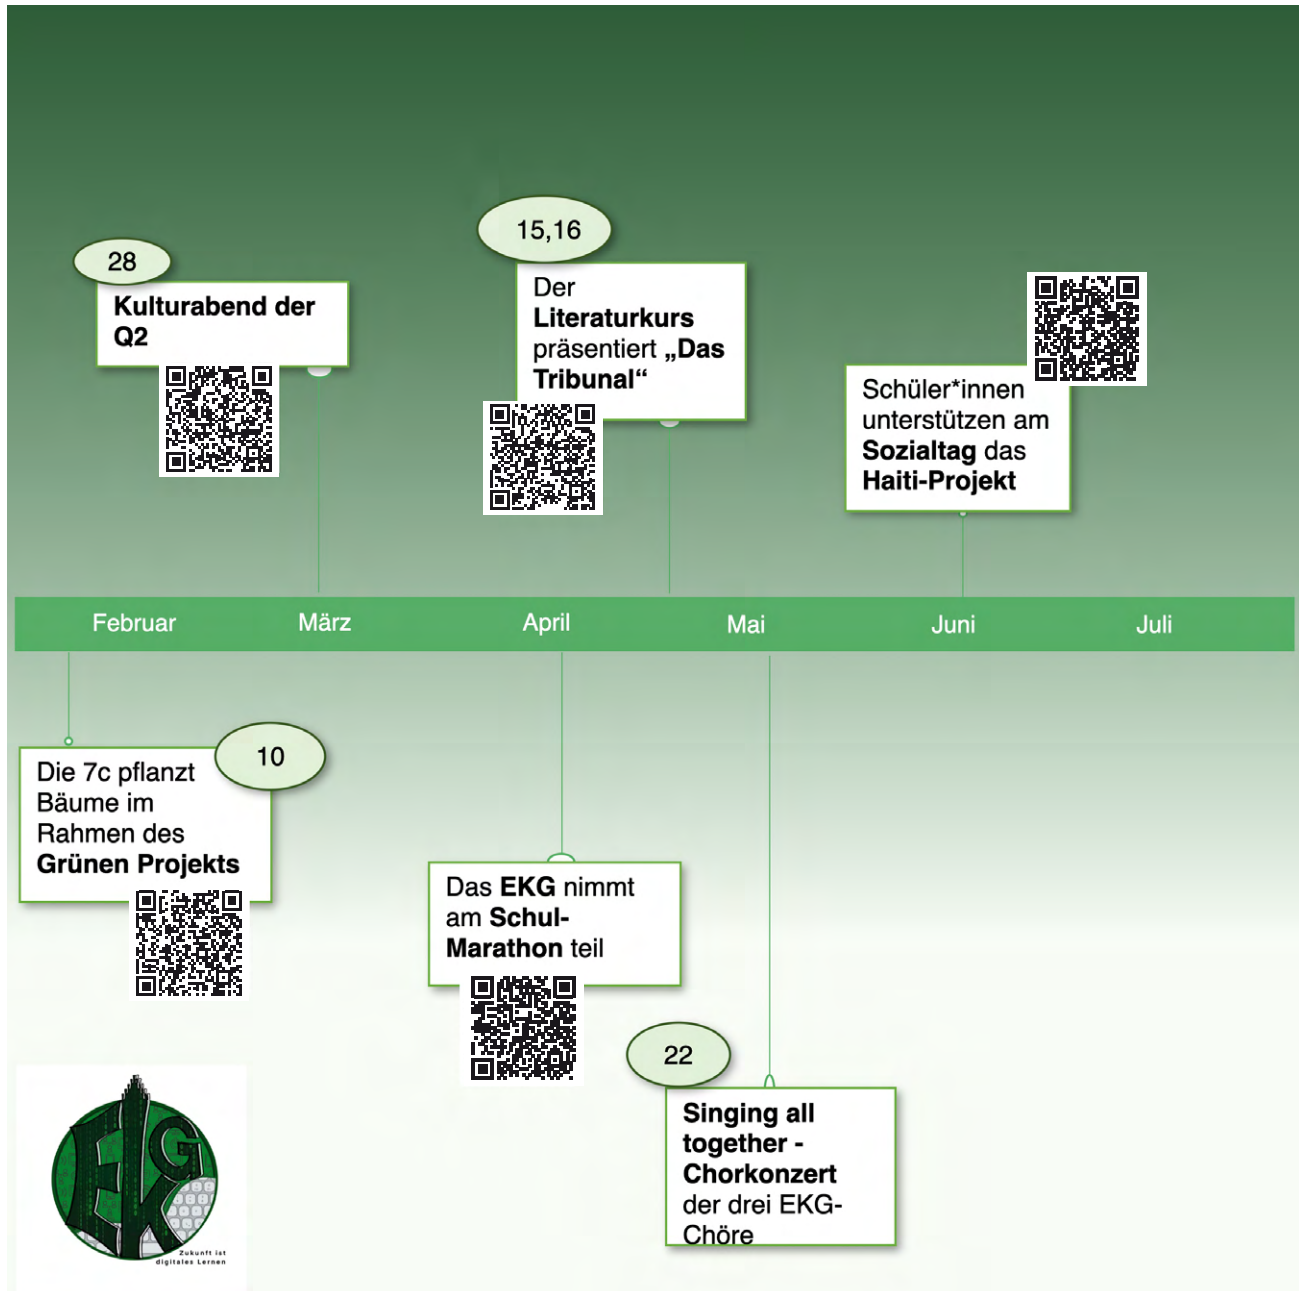 28
Kulturabend der
Q2
15,16
Der
Literaturkurs
präsentiert „Das
Tribunal“
Schüler*innen
unterstützen am
Sozialtag das
Haiti-Projekt
Februar
März
April
Mai
Juni
Juli
10
Die 7c pflanzt
Bäume im
Rahmen des
Grünen Projekts
Das EKG nimmt
am Schul-
Marathon teil
22
Singing all
together -
Chorkonzert
der drei EKG-
Chöre
EKG
Zukunft ist
digitales Lernen